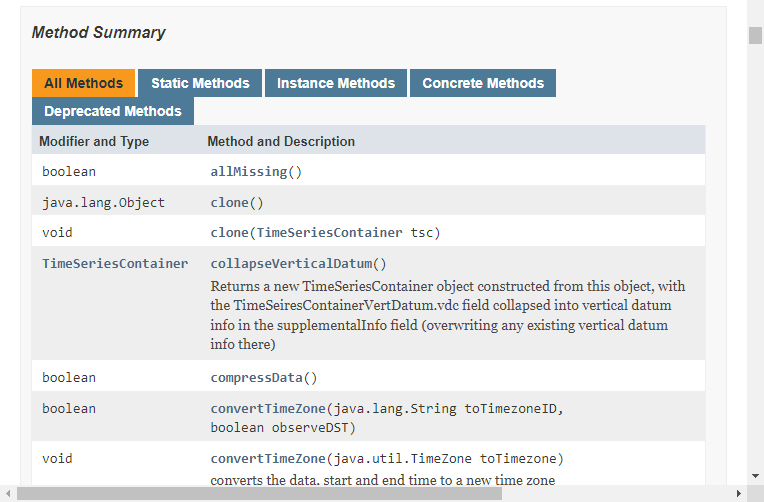 Method Summary
All Methods Static Methods Instance Methods Concrete Methods
Deprecated Methods
Modifier and Type Method and Description
boolean allMissing()
java.lang.Object clone()
void clone(TimeSeriesContainer tsc)
TimeSeriesContainer collapseVerticalDatum()
Returns a new TimeSeriesContainer object constructed from this object, with
the TimeSeiresContainerVertDatum.vdc field collapsed into vertical datum
info in the supplementalInfo field (overwriting any existing vertical datum
info there)
boolean compressData()
boolean convertTimeZone(java.lang.String toTimezoneID,
boolean observeDST)
void convertTimeZone(java.util.TimeZone toTimezone)
converts the data, start and end time to a new time zone